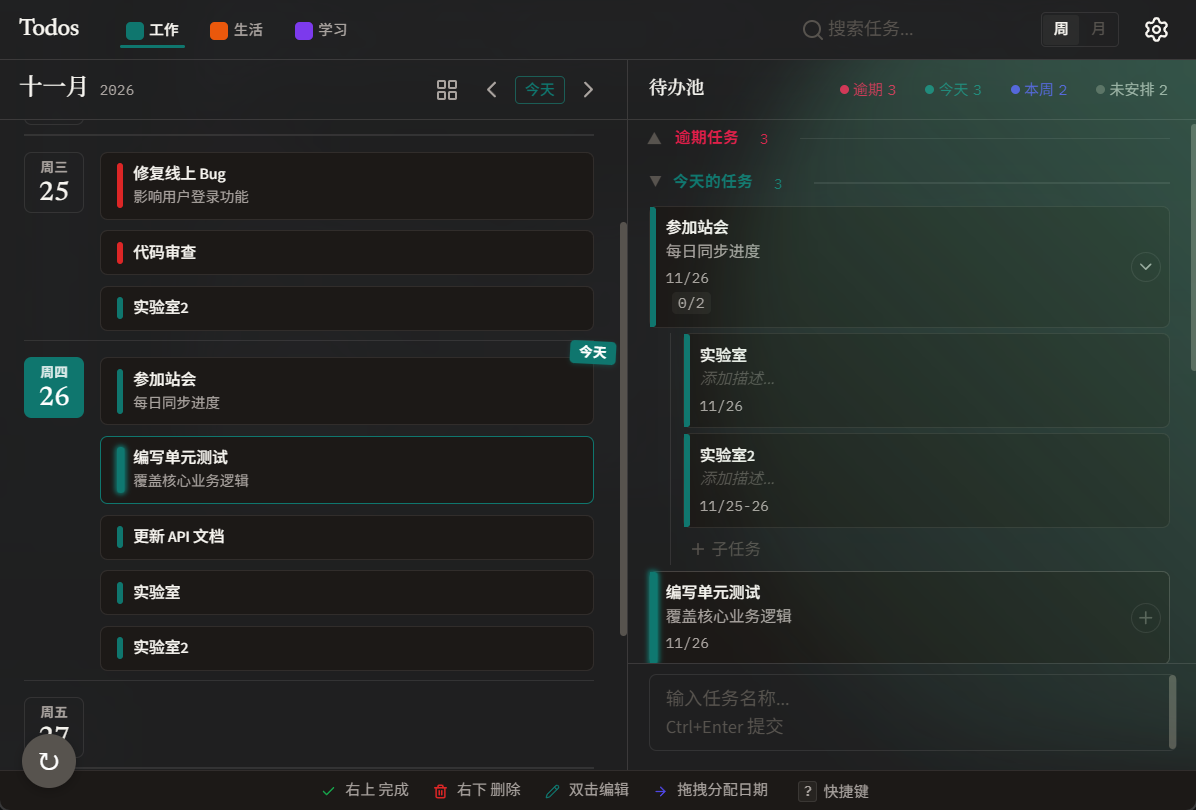 Todos
工作
生活
学习
搜索任务...
周
月
十一月 2026
今天
周三
25
修复线上 Bug
影响用户登录功能
代码审查
实验室2
今天
周四
26
参加站会
每日同步进度
编写单元测试
覆盖核心业务逻辑
更新 API 文档
实验室
实验室2
周五
27
待办池
逾期 3
今天 3
本周 2
未安排 2
逾期任务 3
今天的任务 3
参加站会
每日同步进度
11/26
0/2
实验室
添加描述...
11/26
实验室2
添加描述...
11/25-26
+ 子任务
编写单元测试
覆盖核心业务逻辑
11/26
输入任务名称...
Ctrl+Enter 提交
右上 完成
右下 删除
双击编辑
拖拽分配日期
? 快捷键